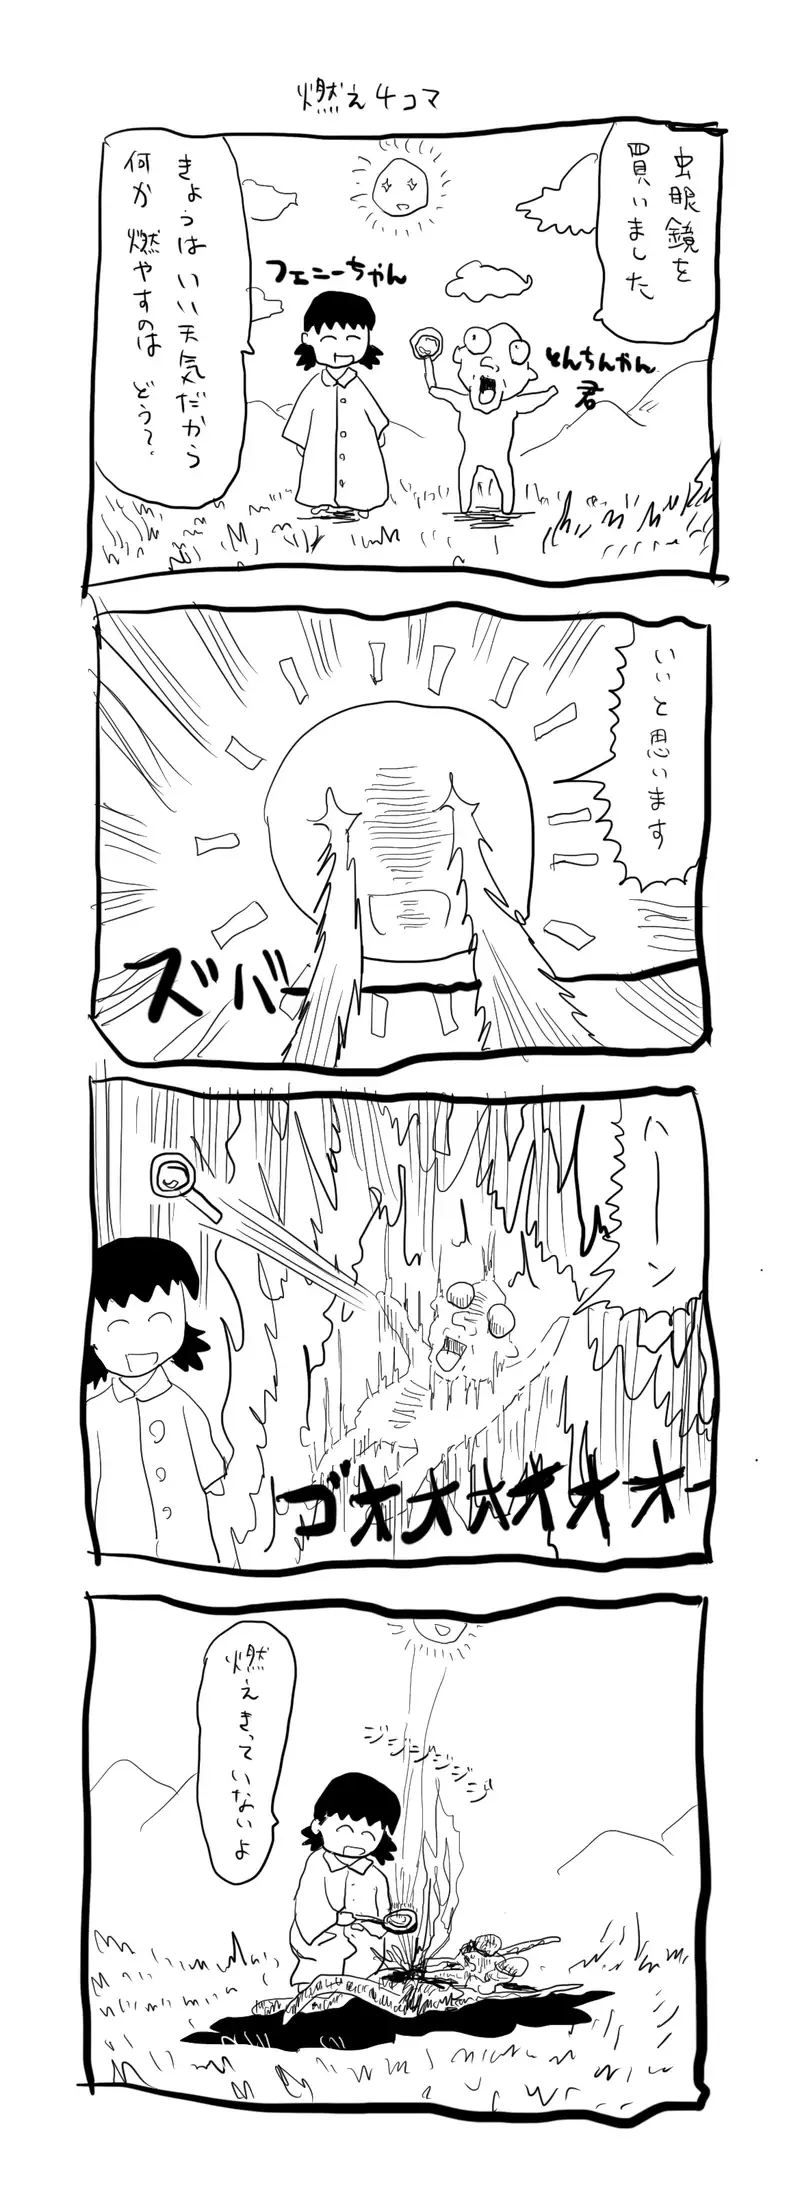 燃え4コマ
虫眼鏡を
買いました
フェニーちゃん
とんちんかん
君
きょうは いい天気だから
何か 燃やすのは どう？
いいと思います
ズバー
ハーーン
ゴオオオオオオー
燃えきっていないよ
ジジジジジジ